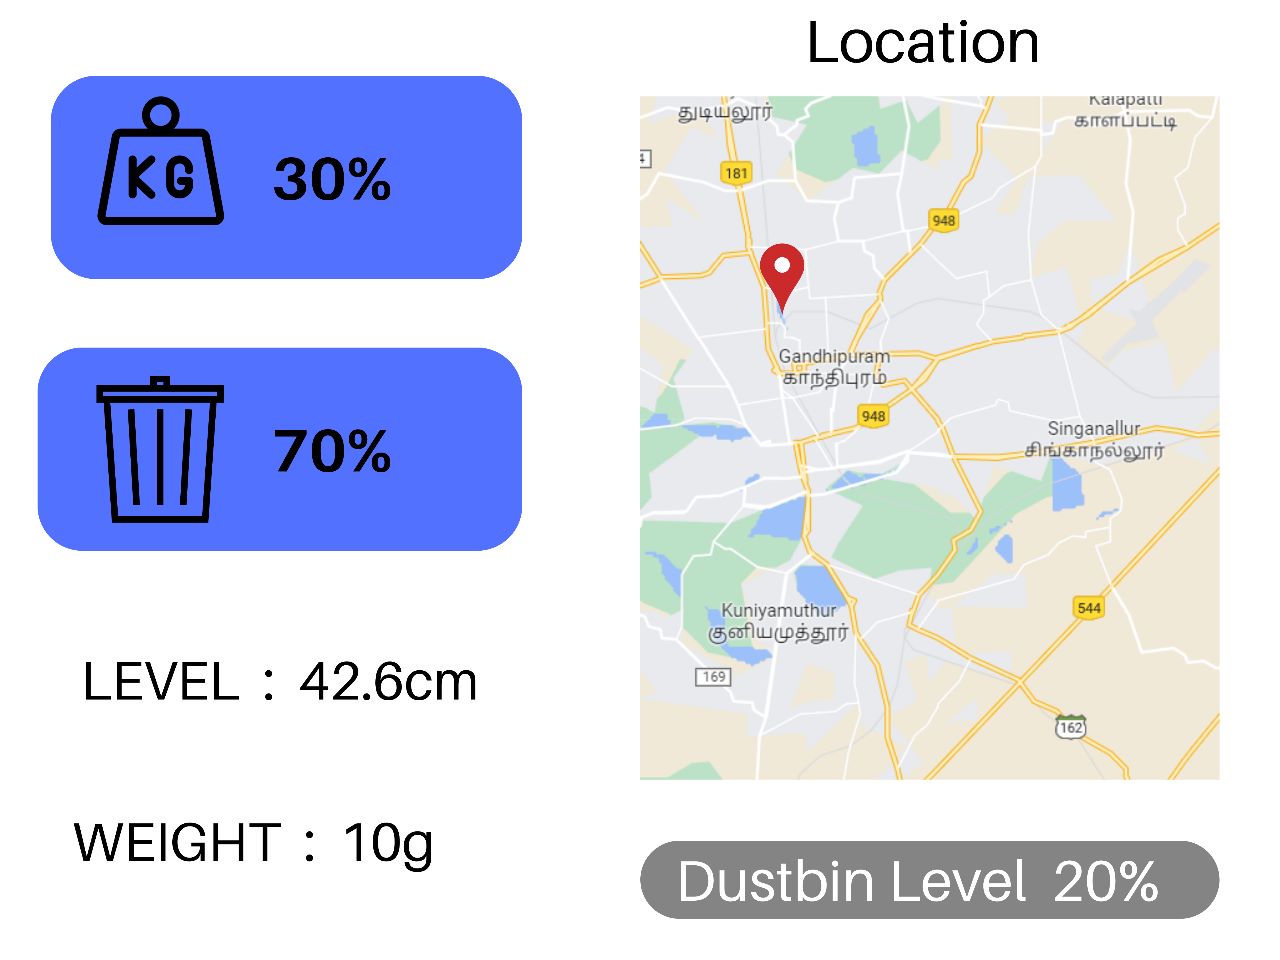 KG
30%
70%
LEVEL : 42.6cm
WEIGHT : 10g
Location
துடியலூர்
Kalapatti
காளப்பட்டி
4
181
948
Gandhipuram
காந்திபுரம்
948
Singanallur
சிங்காநல்லூர்
Kuniyamuthur
குனியமுத்தூர்
544
169
162
Dustbin Level 20%